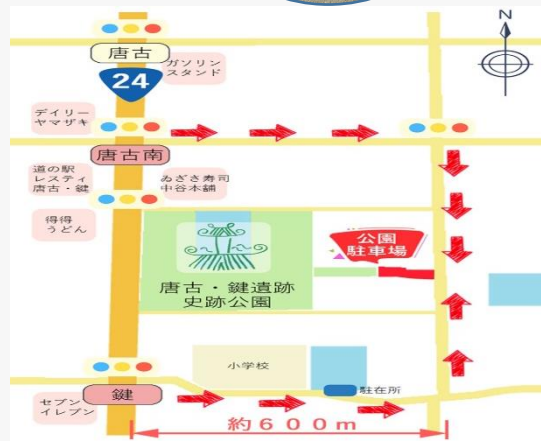 N
唐古
ガソリン
スタンド
24
デイリー
ヤマザキ
唐古南
道の駅
レスティ
唐古・鍵
ゐざさ寿司
中谷本舗
得得
うどん
公園
駐車場
唐古・鍵遺跡
史跡公園
小学校
駐在所
鍵
セブン
イレブン
約600m